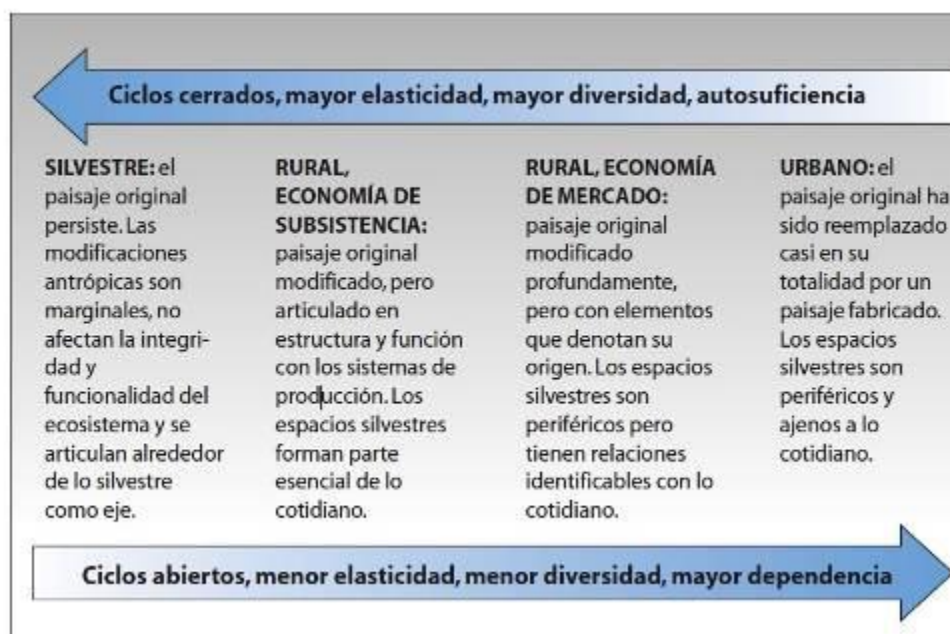 Ciclos cerrados, mayor elasticidad, mayor diversidad, autosuficiencia
SILVESTRE: el
paisaje original
persiste. Las
modificaciones
antrópicas son
marginales, no
afectan la integri-
dad y
funcionalidad del
ecosistema y se
articulan alrededor
de lo silvestre
como eje.
RURAL,
ECONOMÍA DE
SUBSISTENCIA:
paisaje original
modificado, pero
articulado en
estructura y función
con los sistemas de
producción. Los
espacios silvestres
forman parte
esencial de lo
cotidiano.
RURAL, ECONOMÍA
DE MERCADO:
paisaje original
modificado
profundamente,
pero con elementos
que denotan su
origen. Los espacios
silvestres son
periféricos pero
tienen relaciones
identificables con lo
cotidiano.
URBANO: el
paisaje original ha
sido reemplazado
casi en su
totalidad por un
paisaje fabricado.
Los espacios
silvestres son
periféricos y
ajenos a lo
cotidiano.
Ciclos abiertos, menor elasticidad, menor diversidad, mayor dependencia